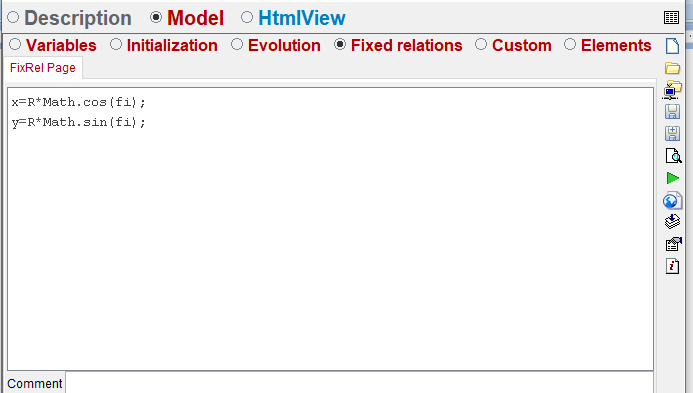 Description Model HtmlView
Variables Initialization Evolution Fixed relations Custom Elements
FixRel Page
x=R*Math.cos(fi);
y=R*Math.sin(fi);
Comment